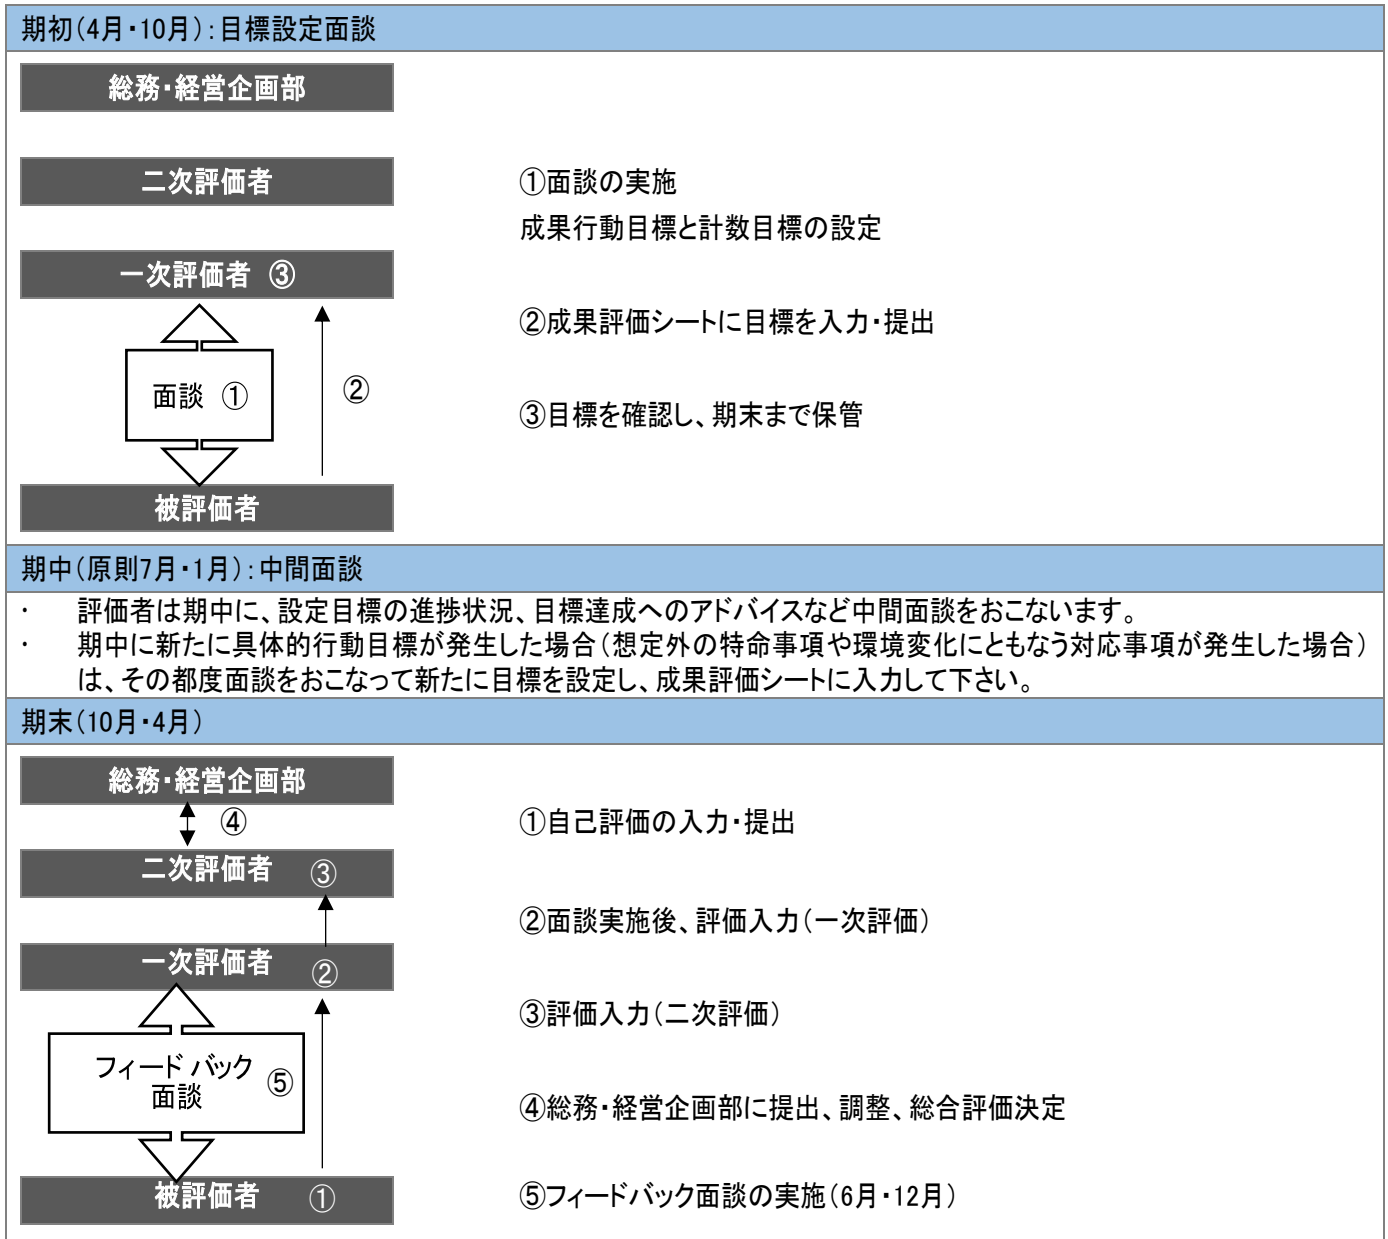 期初(4月・10月):目標設定面談
総務・経営企画部
二次評価者
①面談の実施
成果行動目標と計数目標の設定
一次評価者 ③
②成果評価シートに目標を入力・提出
面談 ①
②
③目標を確認し、期末まで保管
被評価者
期中(原則7月・1月):中間面談
・ 評価者は期中に、設定目標の進捗状況、目標達成へのアドバイスなど中間面談をおこないます。
・ 期中に新たに具体的行動目標が発生した場合(想定外の特命事項や環境変化にともなう対応事項が発生した場合)
は、その都度面談をおこなって新たに目標を設定し、成果評価シートに入力して下さい。
期末(10月・4月)
総務・経営企画部
④
①自己評価の入力・提出
二次評価者 ③
②面談実施後、評価入力(一次評価)
一次評価者 ②
③評価入力(二次評価)
フィードバック
面談
⑤
④総務・経営企画部に提出、調整、総合評価決定
被評価者 ①
⑤フィードバック面談の実施(6月・12月)